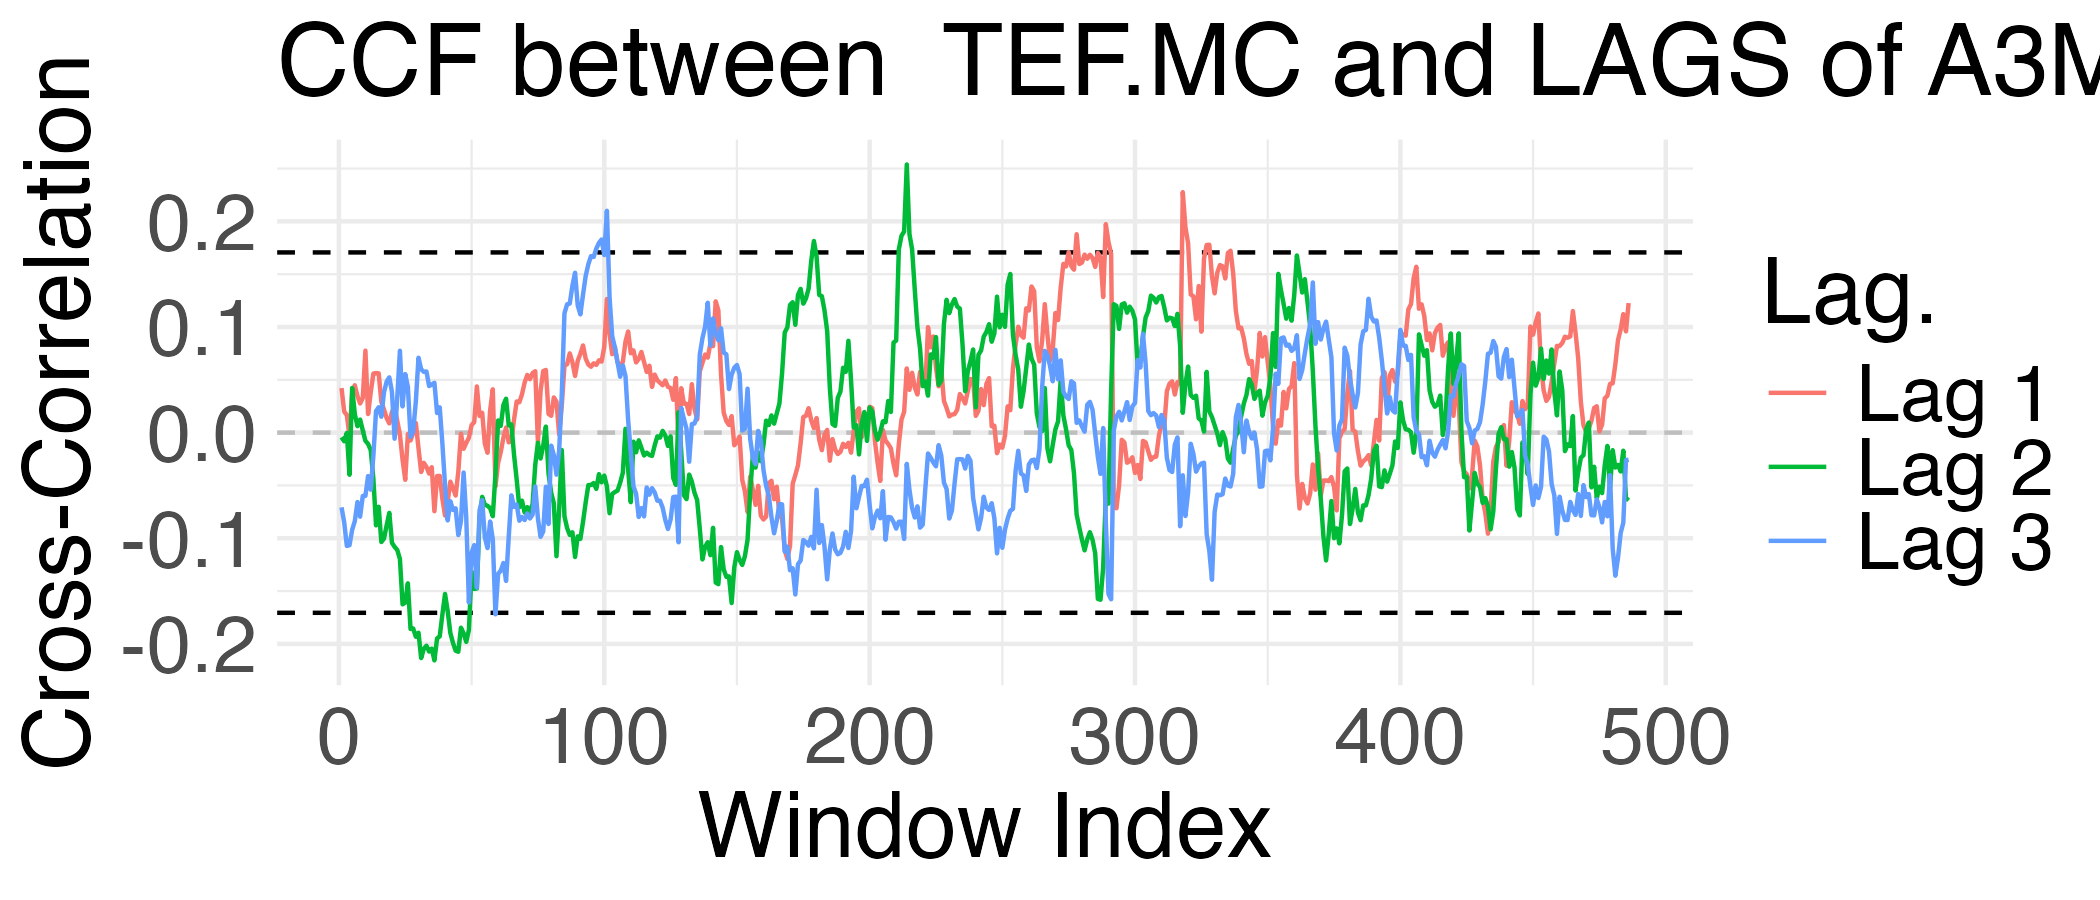 CCF between  TEF.MC and LAGS of A3M
Cross-Correlation
0.2
0.1
0.0
-0.1
-0.2
0 100 200 300 400 500
Window Index
Lag.
Lag 1
Lag 2
Lag 3